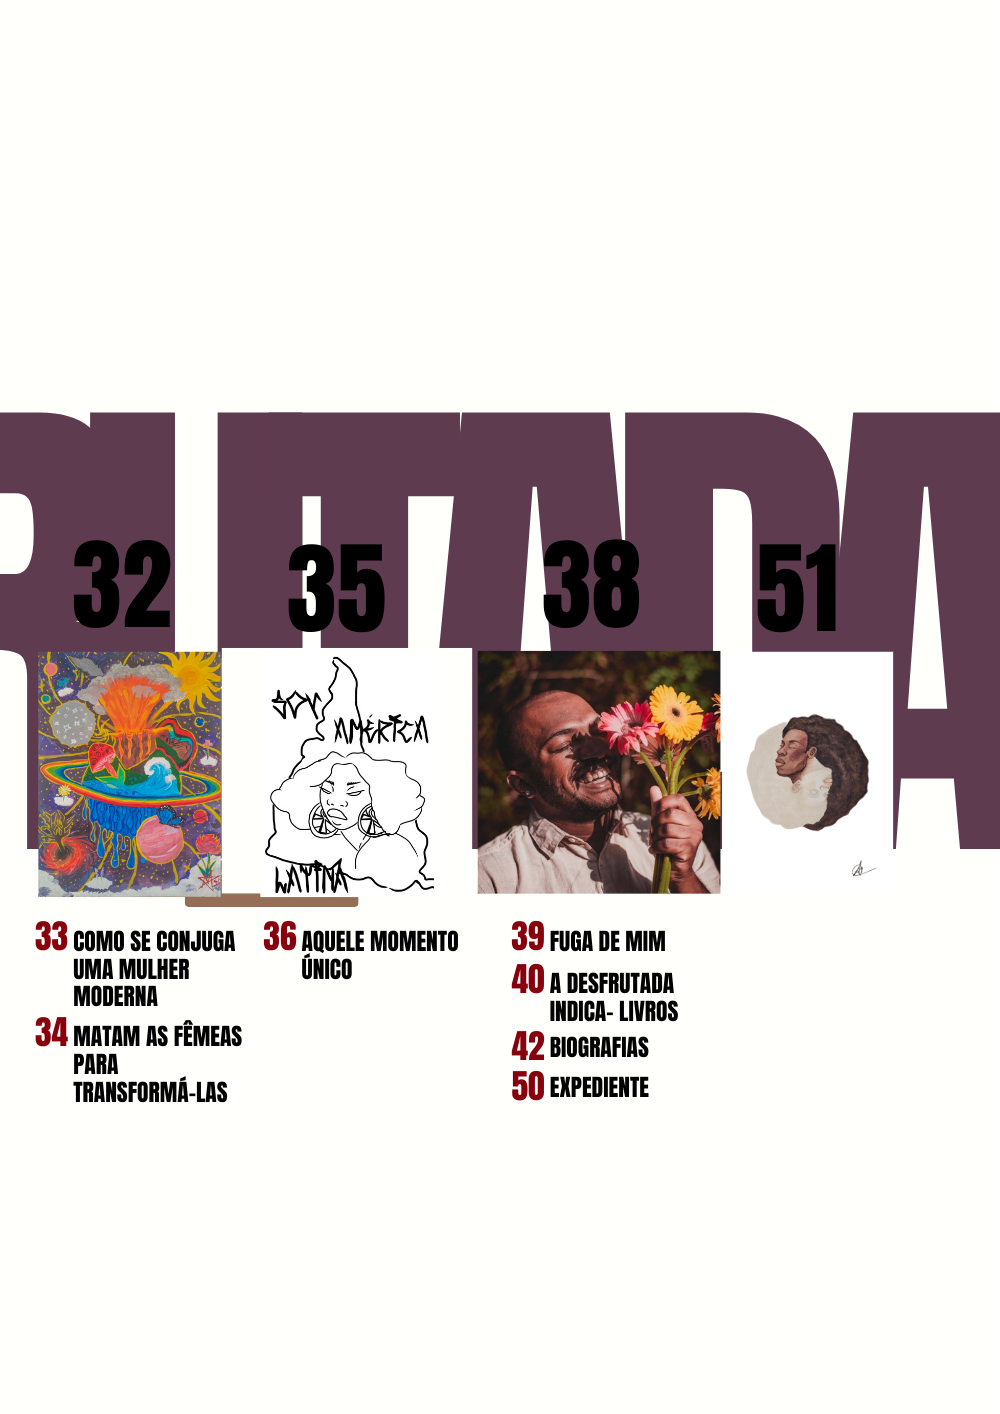 RUTADA
32
35
38
51
SOY
AMÉRICA
LATINA
33 COMO SE CONJUGA
UMA MULHER
MODERNA
34 MATAM AS FÊMEAS
PARA
TRANSFORMÁ-LAS
36 AQUELE MOMENTO
ÚNICO
39 FUGA DE MIM
40 A DESFRUTADA
INDICA- LIVROS
42 BIOGRAFIAS
50 EXPEDIENTE